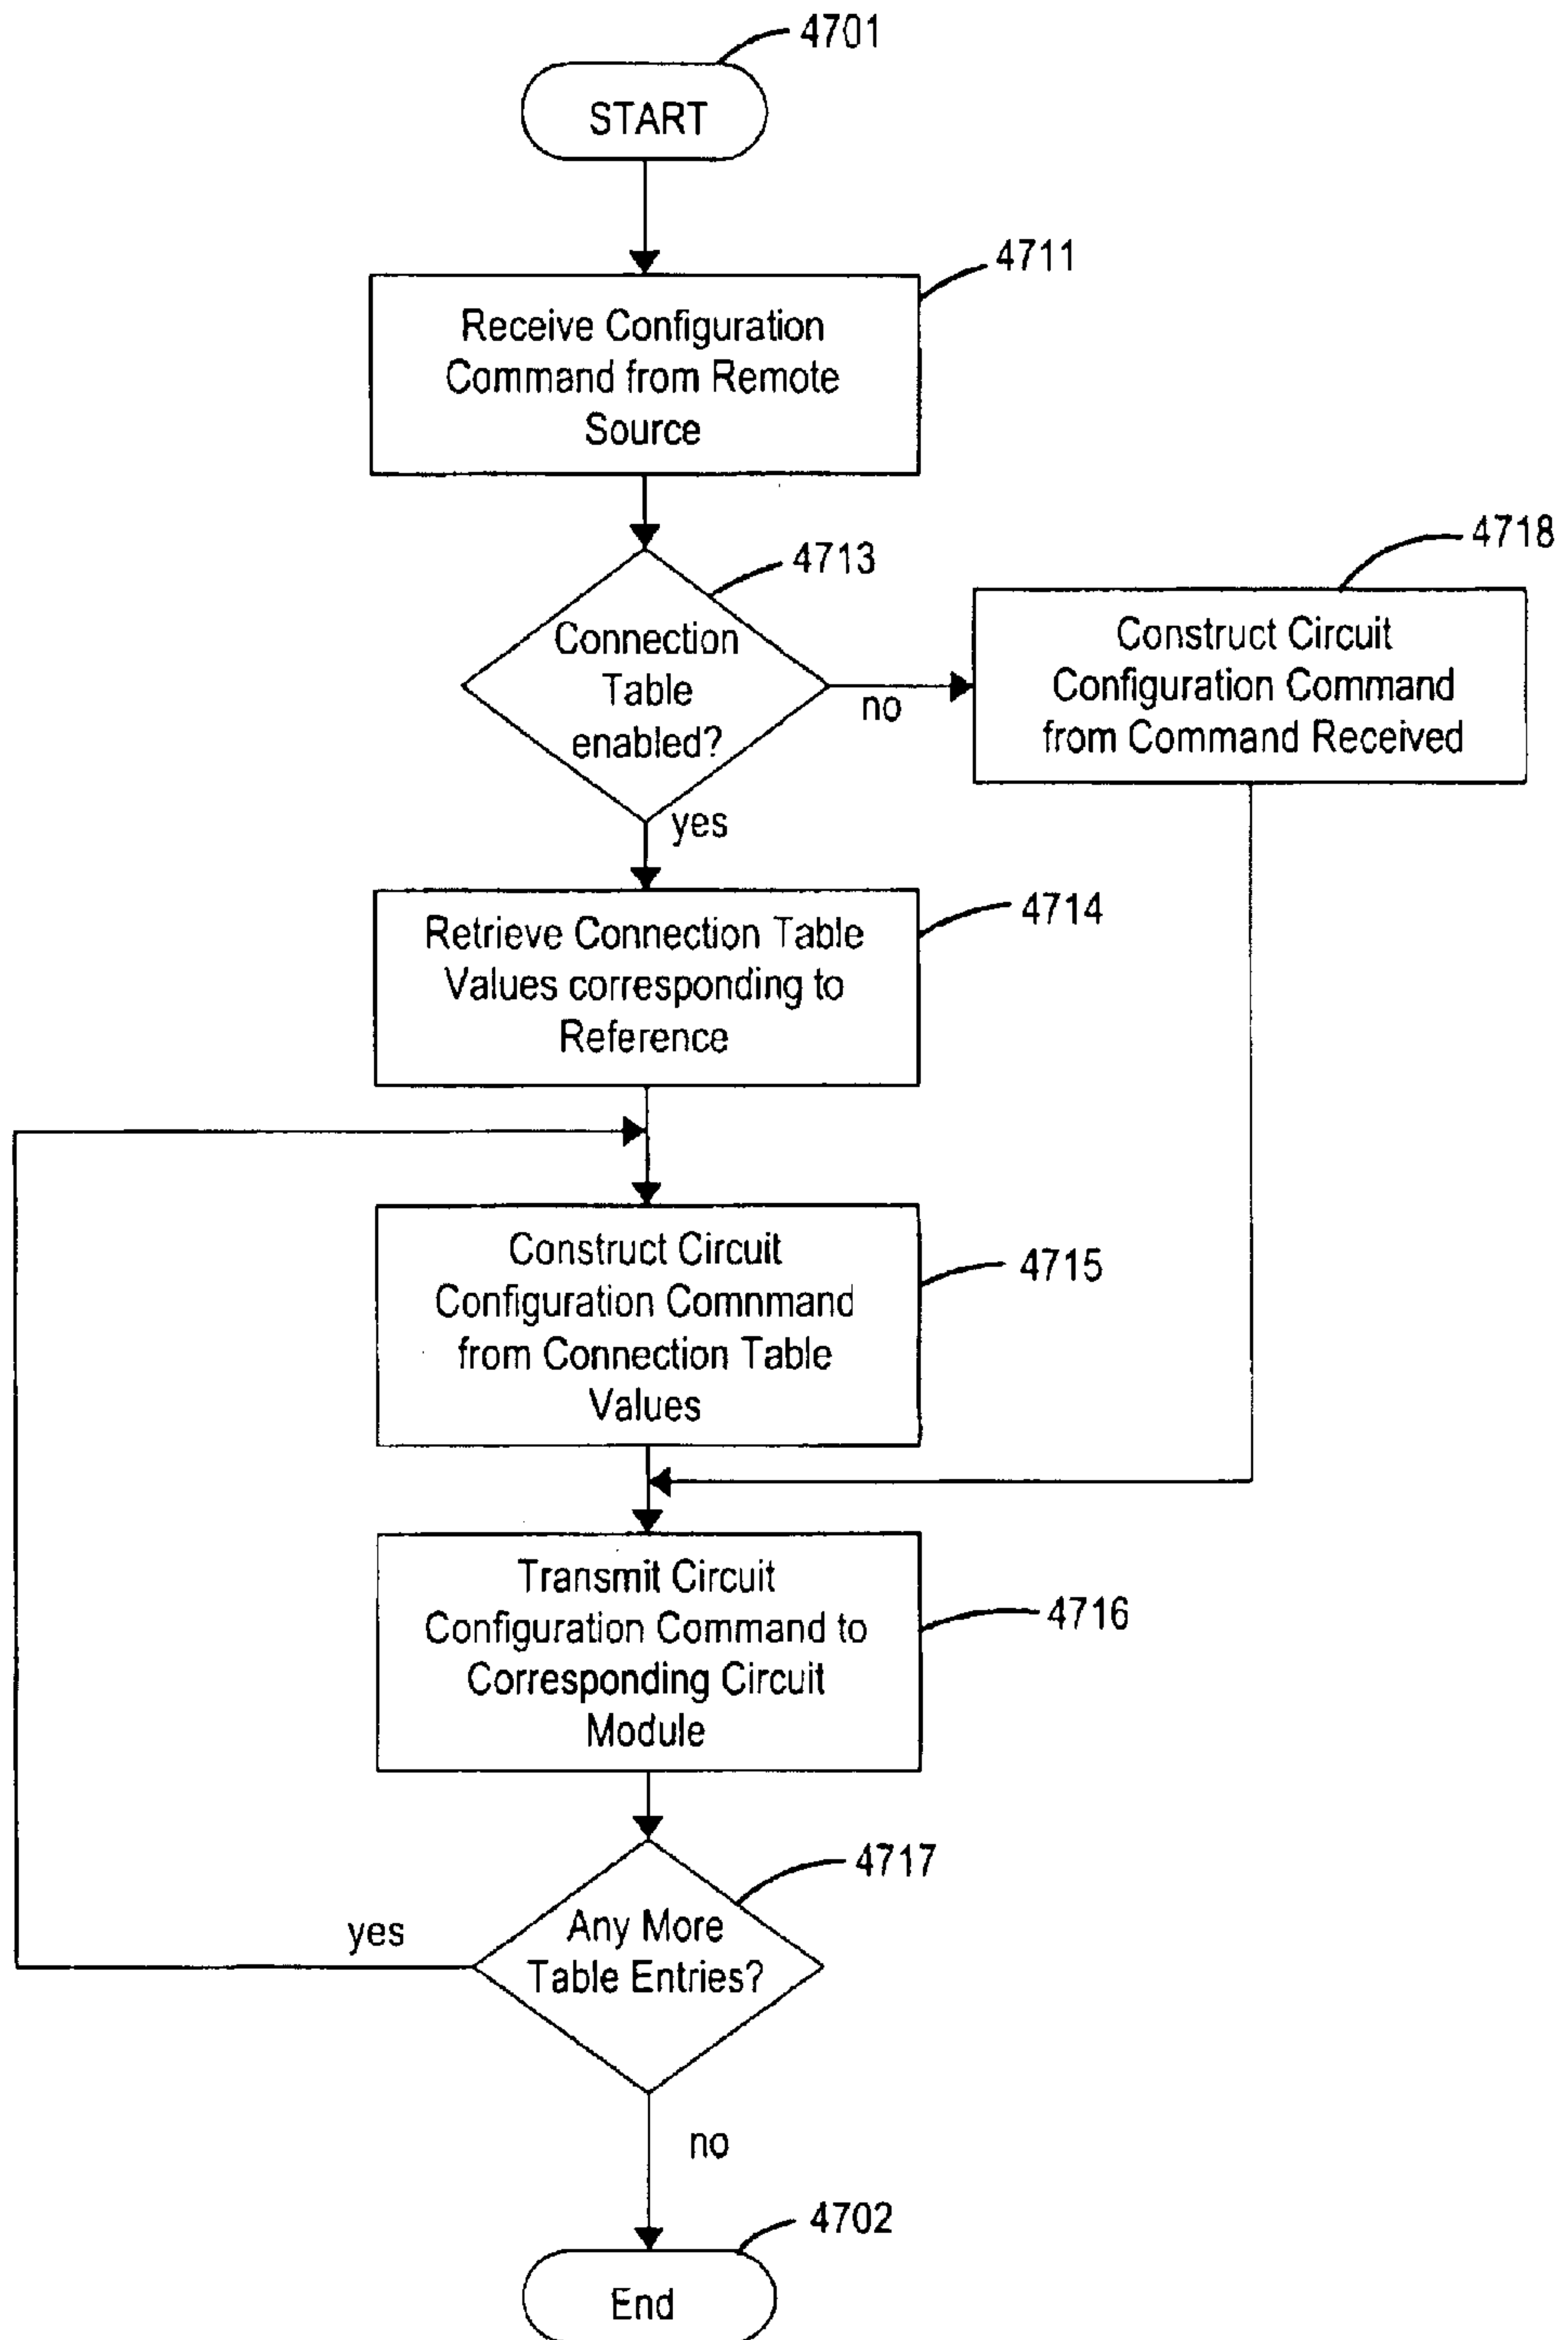 4701
START
4711
Receive Configuration
Command from Remote
Source
4713
Connection
Table
enabled?
no
yes
4718
Construct Circuit
Configuration Command
from Command Received
4714
Retrieve Connection Table
Values corresponding to
Reference
4715
Construct Circuit
Configuration Comnmand
from Connection Table
Values
4716
Transmit Circuit
Configuration Command to
Corresponding Circuit
Module
4717
Any More
Table Entries?
yes
no
4702
End